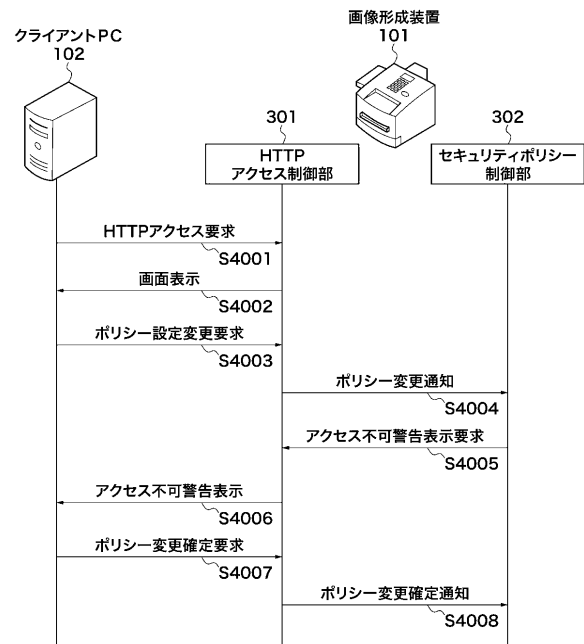 画像形成装置
101
クライアントPC
102
301
302
HTTP
アクセス制御部
セキュリティポリシー
制御部
HTTPアクセス要求
S4001
画面表示
S4002
ポリシー設定変更要求
S4003
ポリシー変更通知
S4004
アクセス不可警告表示要求
S4005
アクセス不可警告表示
S4006
ポリシー変更確定要求
S4007
ポリシー変更確定通知
S4008